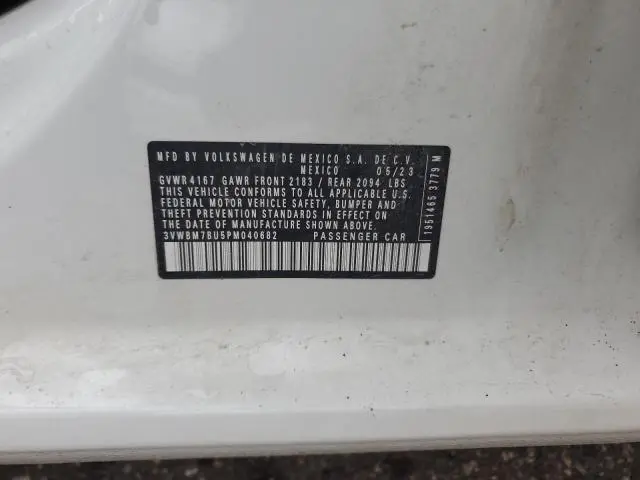 MFD BY VOLKSWAGEN DE MEXICO S.A. DE C.V.
MEXICO 05/23
GVWR 4167 GAWR FRONT 2183 / REAR 2094 LBS
THIS VEHICLE CONFORMS TO ALL APPLICABLE U.S.
FEDERAL MOTOR VEHICLE SAFETY, BUMPER AND
THEFT PREVENTION STANDARDS IN EFFECT ON
THE DATE OF MANUFACTURE SHOWN ABOVE.
3VWBM7BU5PM040682 PASSENGER CAR
1951465 3779 M